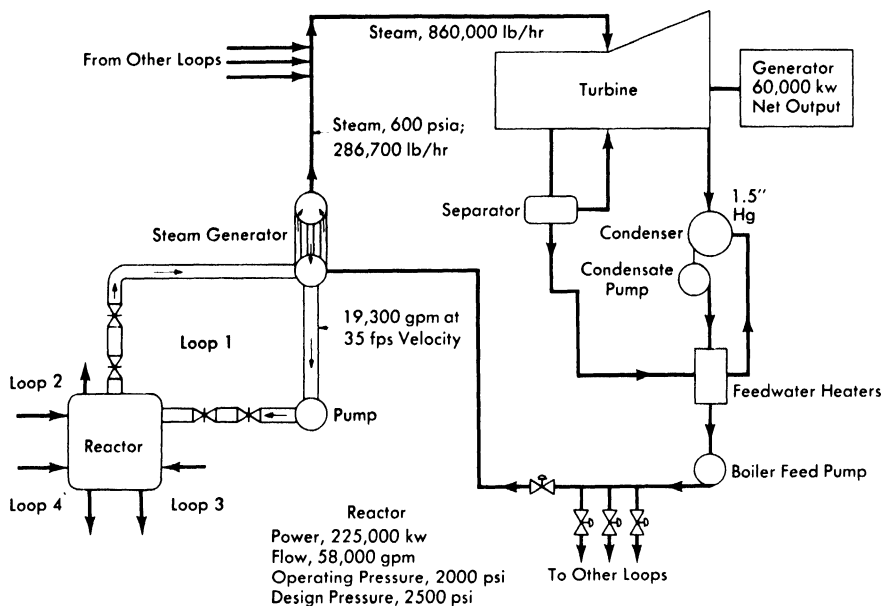 Steam, 860,000 lb/hr
From Other Loops
Generator
60,000 kw
Net Output
Turbine
Steam, 600 psia;
286,700 lb/hr
Separator
1.5"
Hg
Steam Generator
Condenser
Condensate
Pump
19,300 gpm at
35 fps Velocity
Loop 1
Loop 2
Feedwater Heaters
Pump
Reactor
Boiler Feed Pump
Loop 4
Loop 3
Reactor
Power, 225,000 kw
Flow, 58,000 gpm
Operating Pressure, 2000 psi
Design Pressure, 2500 psi
To Other Loops